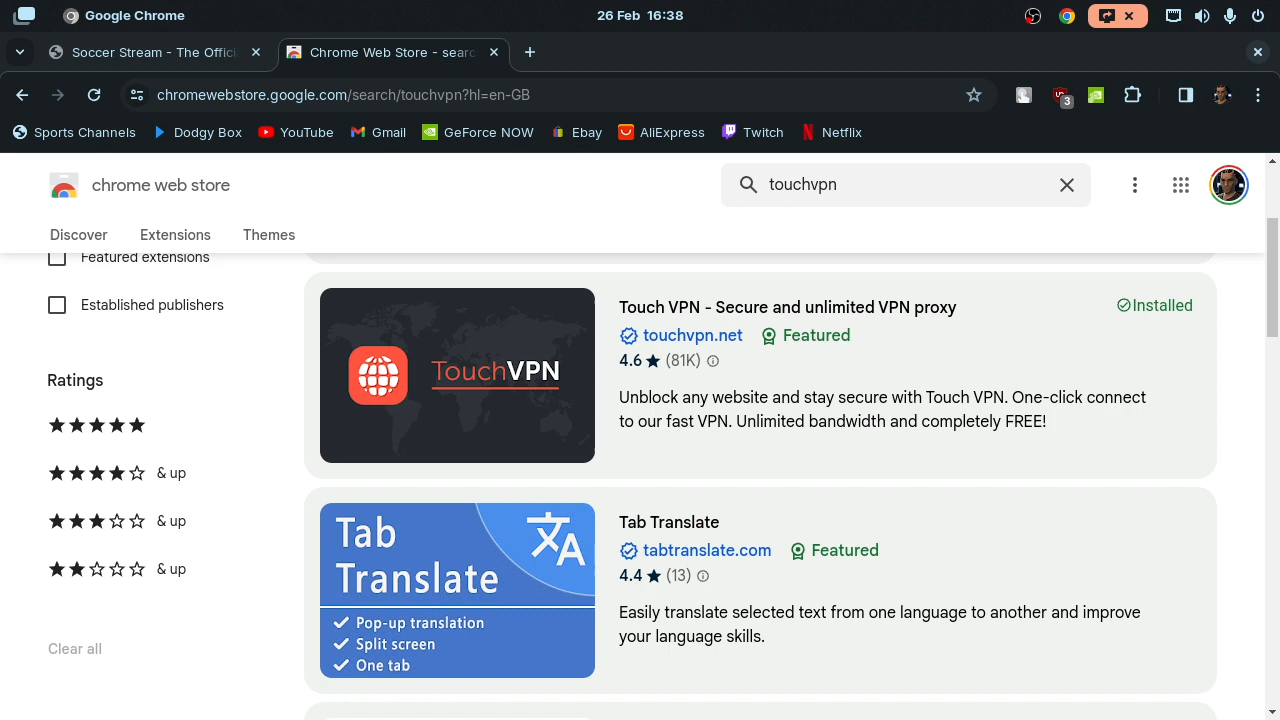 Google Chrome
26 Feb 16:38
Soccer Stream - The Offici
Chrome Web Store - searc
chromewebstore.google.com/search/touchvpn?hl=en-GB
3
Sports Channels
Dodgy Box
YouTube
Gmail
GeForce NOW
Ebay
AliExpress
Twitch
Netflix
chrome web store
touchvpn
Discover
Extensions
Themes
Featured extensions
Established publishers
Ratings
& up
& up
& up
Clear all
TouchVPN
Touch VPN - Secure and unlimited VPN proxy
Installed
touchvpn.net
Featured
4.6 ★ (81K)
Unblock any website and stay secure with Touch VPN. One-click connect
to our fast VPN. Unlimited bandwidth and completely FREE!
Tab
Translate
文A
✓ Pop-up translation
✓ Split screen
✓ One tab
Tab Translate
tabtranslate.com
Featured
4.4 ★ (13)
Easily translate selected text from one language to another and improve
your language skills.